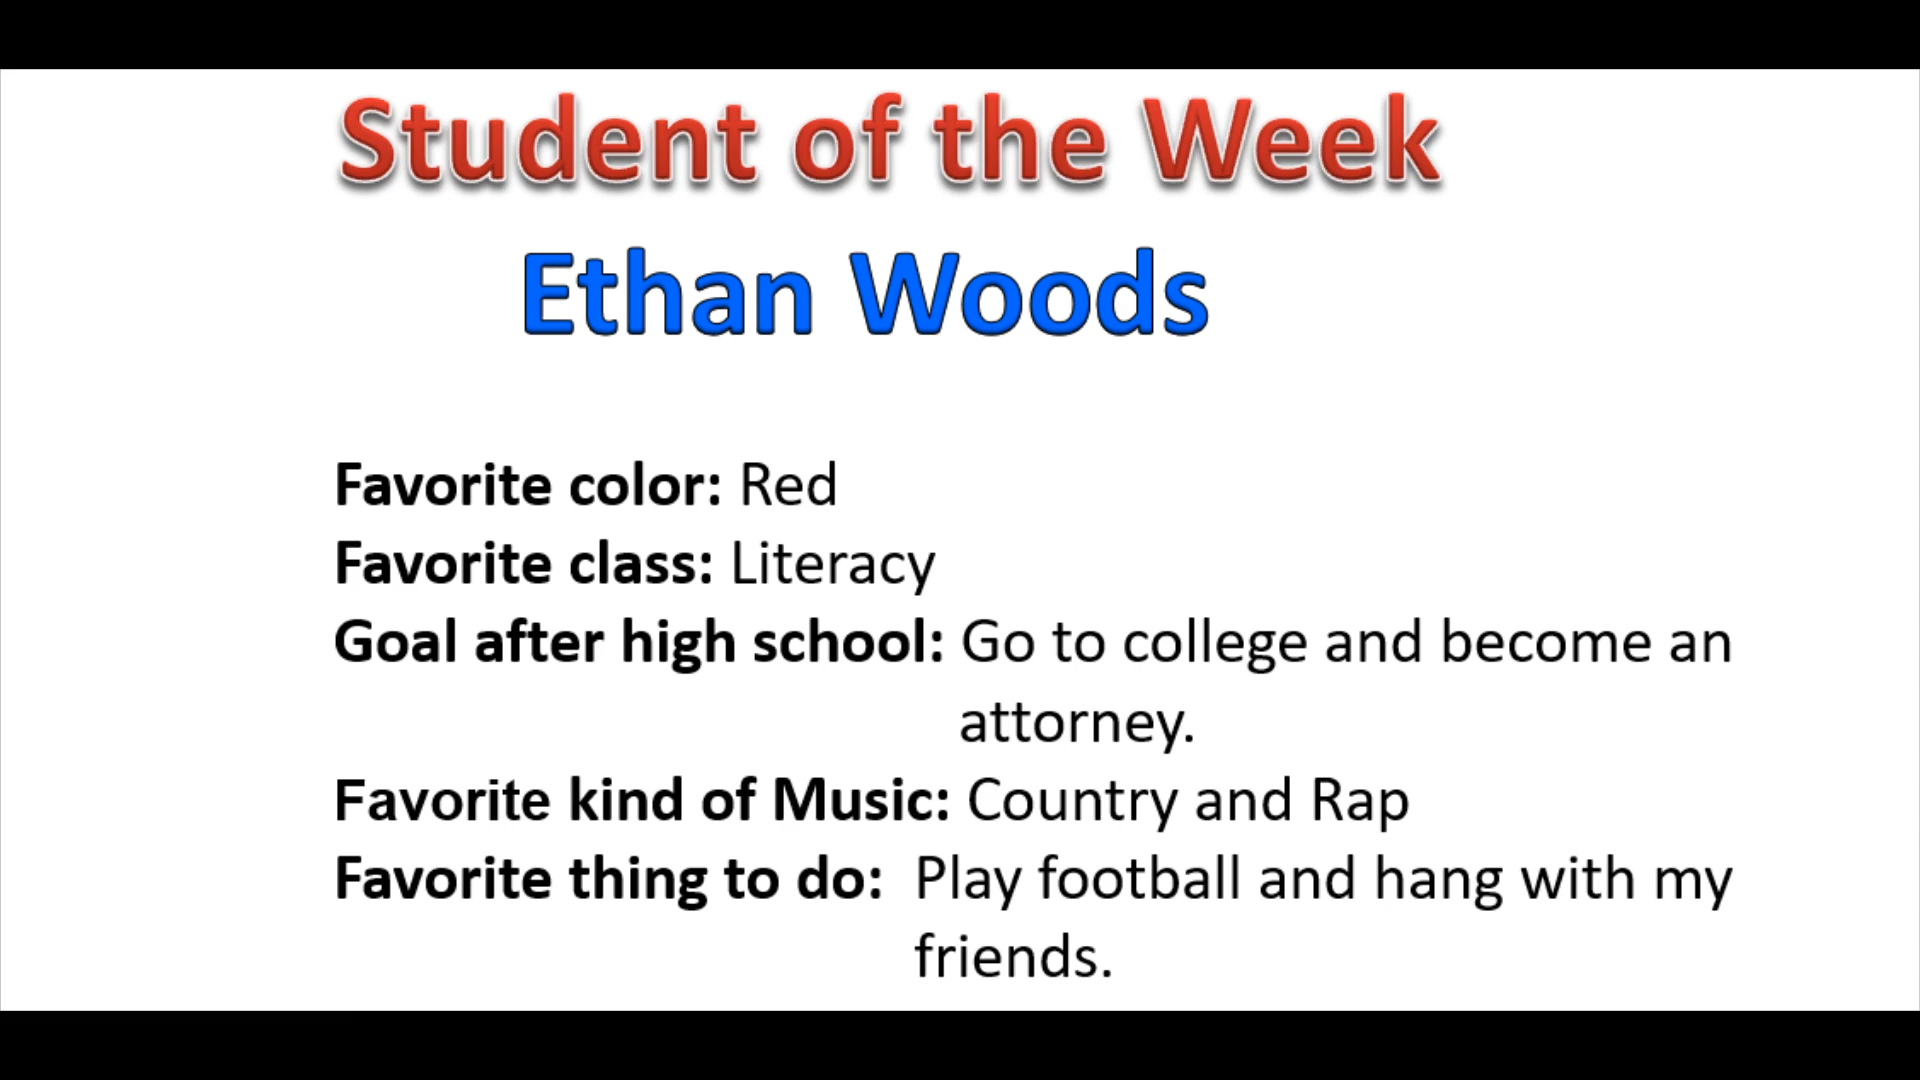 Student of the Week
Ethan Woods
Favorite color: Red
Favorite class: Literacy
Goal after high school: Go to college and become an
attorney.
Favorite kind of Music: Country and Rap
Favorite thing to do:  Play football and hang with my
friends.